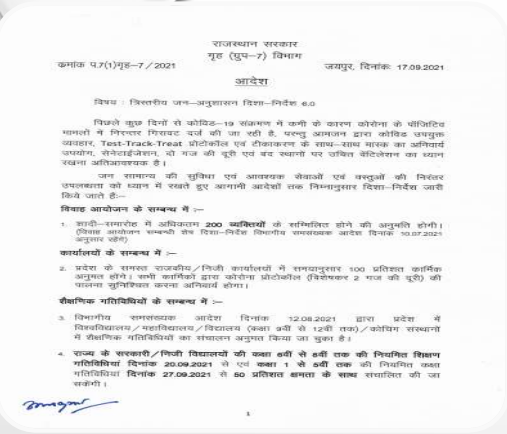 राजस्थान सरकार
गृह (ग्रुप–7) विभाग
क्रमांक प.7(1)गृह–7/2021 जयपुर, दिनांकः 17.09.2021
आदेश
विषय : त्रिस्तरीय जन–अनुशासन दिशा–निर्देश 6.0
पिछले कुछ दिनों से कोविड–19 संक्रमण में कमी के कारण कोरोना के पॉजिटिव
मामलों में निरन्तर गिरावट दर्ज की जा रही है, परन्तु आमजन द्वारा कोविड उपयुक्त
व्यवहार, Test-Track-Treat प्रोटोकॉल एवं टीकाकरण के साथ–साथ मास्क का अनिवार्य
उपयोग, सेनेटाईजेशन, दो गज की दूरी एवं बंद स्थानों पर उचित वेंटिलेशन का ध्यान
रखना अतिआवश्यक है।
जन सामान्य की सुविधा एवं आवश्यक सेवाओं एवं वस्तुओं की निरंतर
उपलब्धता को ध्यान में रखते हुए आगामी आदेशों तक निम्नानुसार दिशा–निर्देश जारी
किये जाते हैं:–
विवाह आयोजन के सम्बन्ध में :–
1. शादी–समारोह में अधिकतम 200 व्यक्तियों के सम्मिलित होने की अनुमति होगी।
(विवाह आयोजन सम्बन्धी शेष दिशा–निर्देश विभागीय समसंख्यक आदेश दिनांक 10.07.2021
अनुसार रहेंगे)
कार्यालयों के सम्बन्ध में :–
2. प्रदेश के समस्त राजकीय/निजी कार्यालयों में समयानुसार 100 प्रतिशत कार्मिक
अनुमत होंगे। सभी कार्मिकों द्वारा कोरोना प्रोटोकॉल (विशेषकर 2 गज की दूरी) की
पालना सुनिश्चित करना अनिवार्य होगा।
शैक्षणिक गतिविधियों के सम्बन्ध में :–
3. विभागीय समसंख्यक आदेश दिनांक 12.08.2021 द्वारा प्रदेश में
विश्वविद्यालय/महाविद्यालय/विद्यालय (कक्षा 9वीं से 12वीं तक)/कोचिंग संस्थानों
में शैक्षणिक गतिविधियों का संचालन अनुमत किया जा चुका है।
4. राज्य के सरकारी/निजी विद्यालयों की कक्षा 6वीं से 8वीं तक की नियमित शिक्षण
गतिविधियां दिनांक 20.09.2021 से एवं कक्षा 1 से 5वीं तक की नियमित कक्षा
गतिविधियां दिनांक 27.09.2021 से 50 प्रतिशत क्षमता के साथ संचालित की जा
सकेंगी।
1